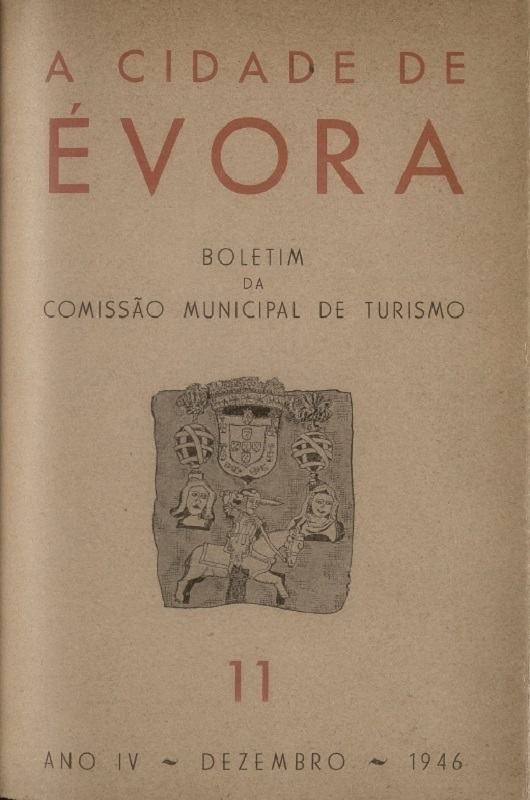 A CIDADE DE
ÉVORA
BOLETIM
DA
COMISSÃO MUNICIPAL DE TURISMO
11
ANO IV ~ DEZEMBRO ~ 1946